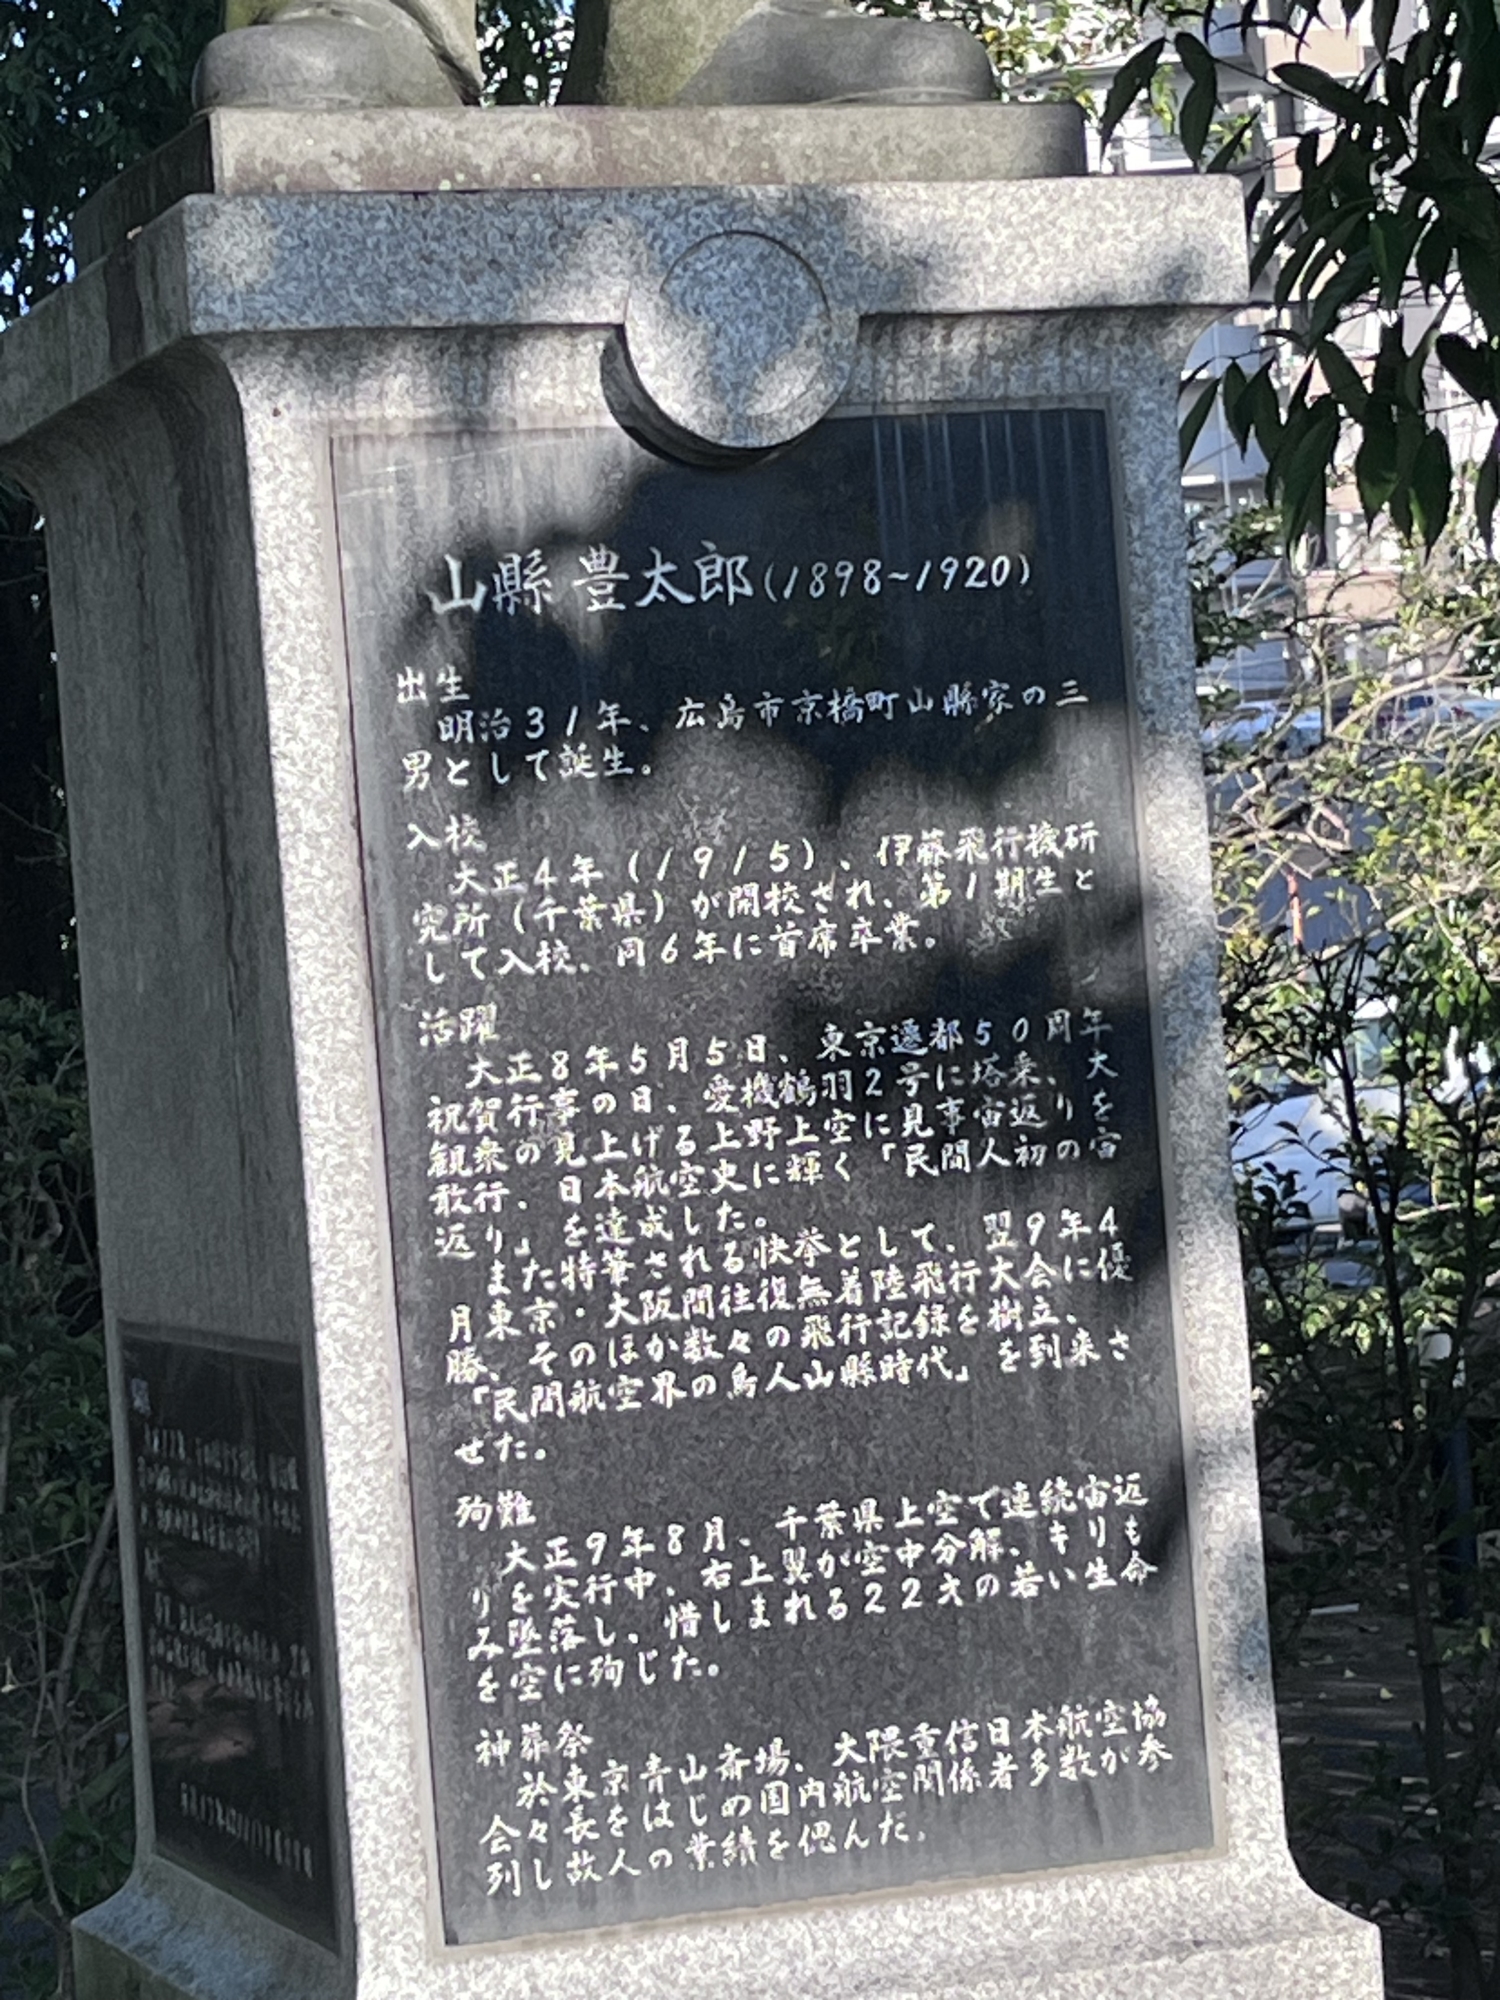 山縣 豊太郎(1898~1920)
出生
明治31年、広島市京橋町山縣家の三
男として誕生。
入校
大正4年(1915)、伊藤飛行機研
究所(千葉県)が開校され、第1期生と
して入校、同6年に首席卒業。
活躍
大正8年5月5日、東京遷都50周年
祝賀行事の日、愛機鶴羽2号に塔乗、大
観衆の見上げる上野上空に見事宙返りを
敢行、日本航空史に輝く「民間人初の宙
返り」を達成した。
また特筆される快挙として、翌9年4
月東京・大阪間往復無着陸飛行大会に優
勝、そのほか数々の飛行記録を樹立、
「民間航空界の鳥人山縣時代」を到来さ
せた。
殉難
大正9年8月、千葉県上空で連続宙返
りを実行中、右上翼が空中分解、キリも
み墜落し、惜しまれる22才の若い生命
を空に殉じた。
神葬祭
於東京青山斎場、大隈重信日本航空協
会々長をはじめ国内航空関係者多数が参
列し故人の業績を偲んだ。